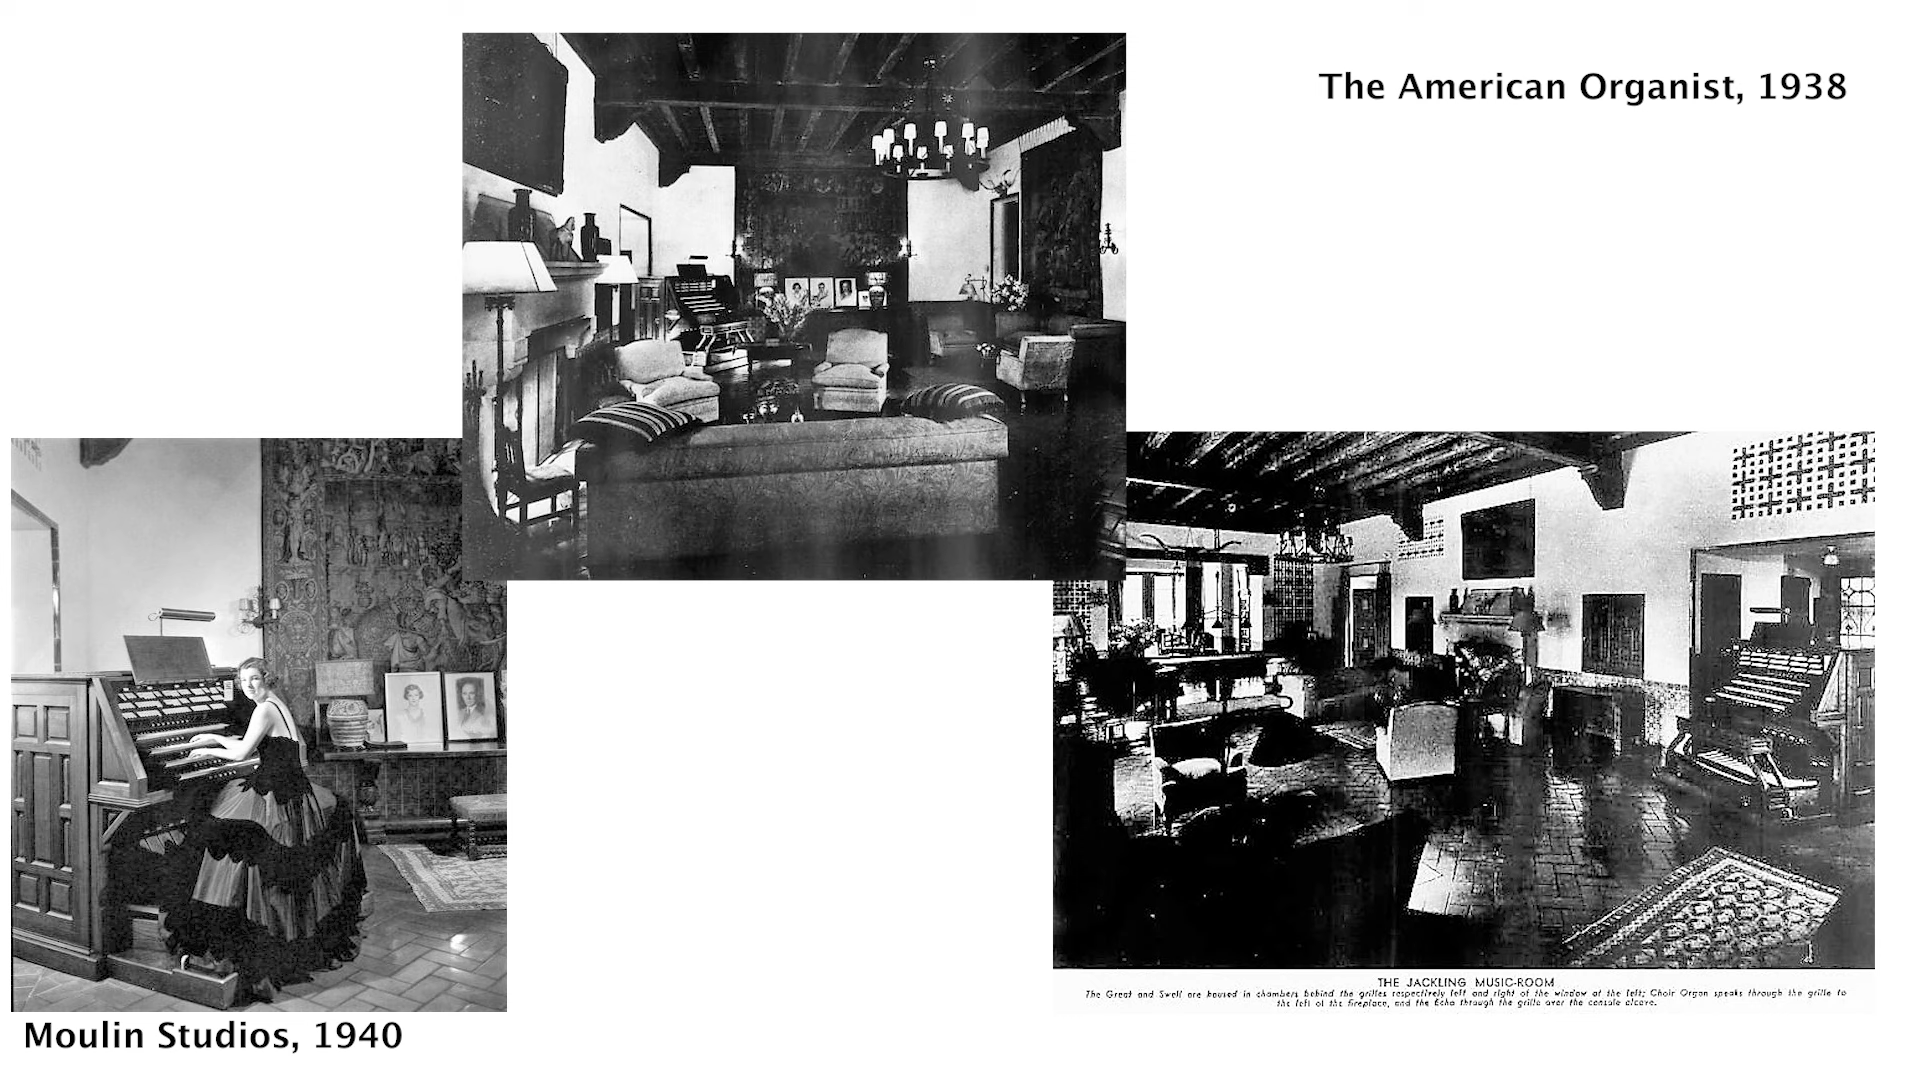 The American Organist, 1938
THE JACKLING MUSIC-ROOM
The Great and Swell are housed in chambers behind the grilles respectively left and right of the window at the left; Choir Organ speaks through the grille to
the left of the fireplace, and the Echo through the grille over the console alcove.
Moulin Studios, 1940